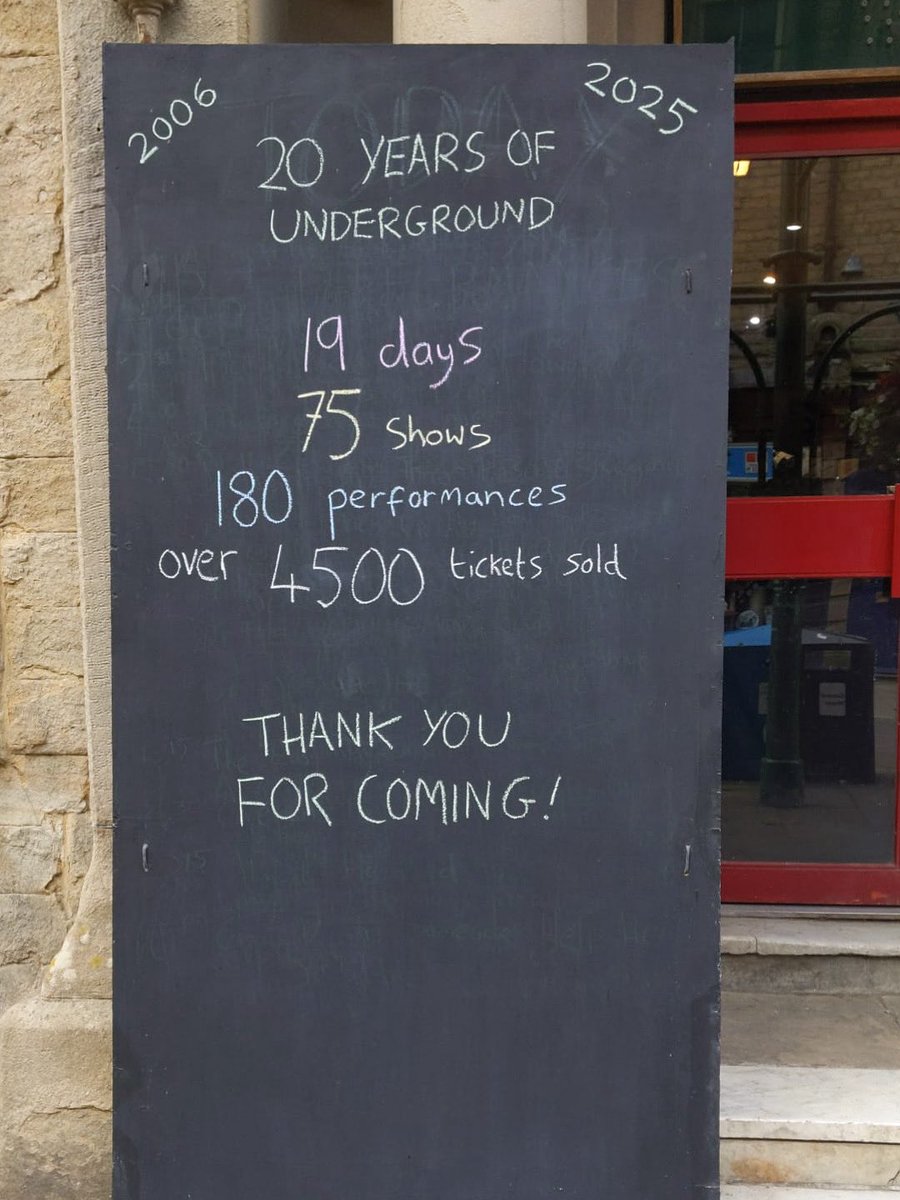 2006
2025
20 YEARS OF
UNDERGROUND
19 days
75 shows
180 performances
over 4500 tickets sold
THANK YOU
FOR COMING!